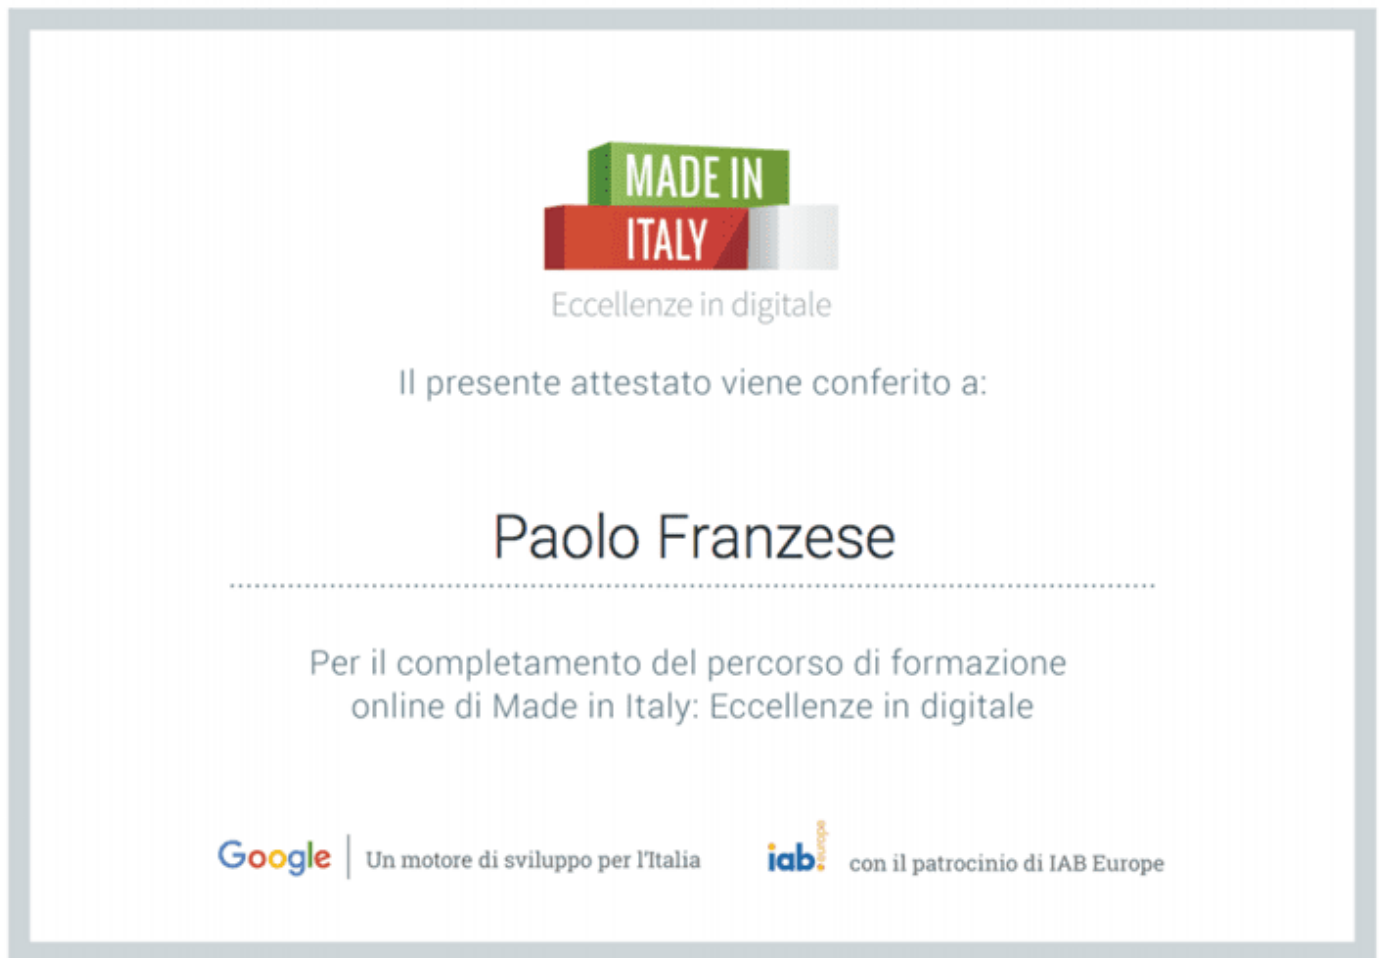 MADE IN
ITALY
Eccellenze in digitale
Il presente attestato viene conferito a:
Paolo Franzese
Per il completamento del percorso di formazione
online di Made in Italy: Eccellenze in digitale
Google | Un motore di sviluppo per l'Italia
iab europe con il patrocinio di IAB Europe